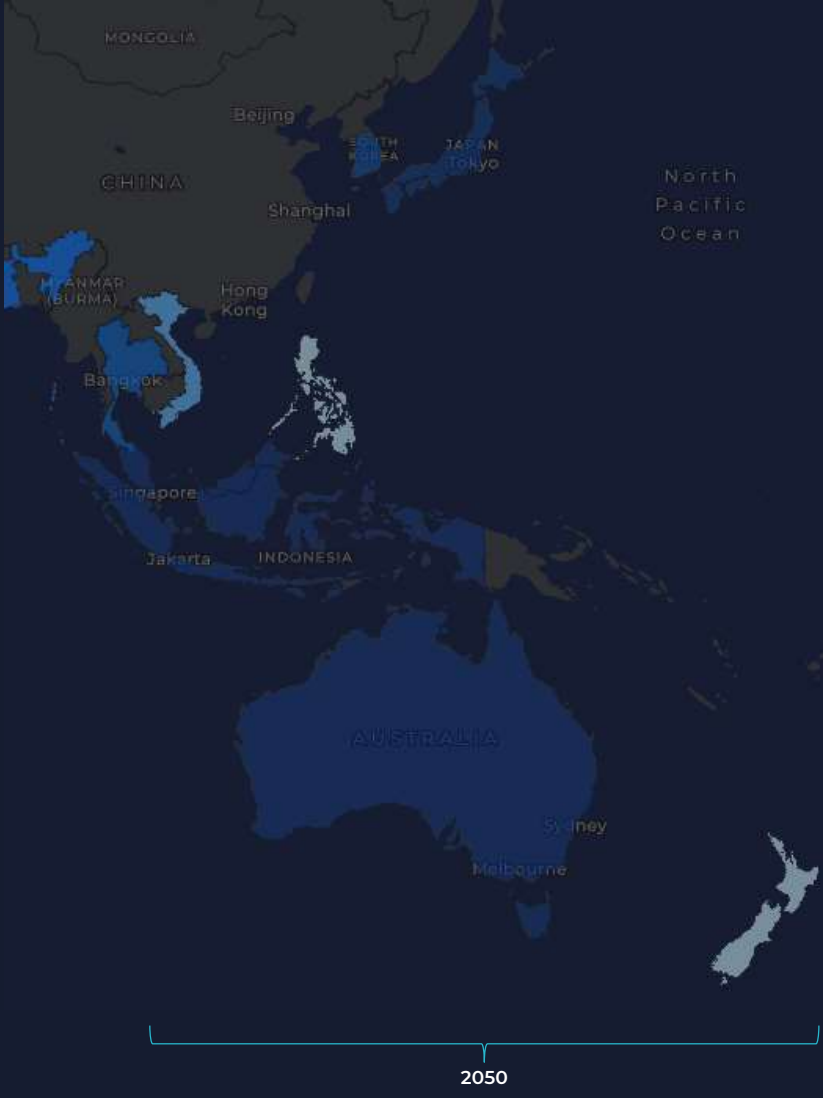 MONGOLIA
Beijing
SOUTH
KOREA
JAPAN
Tokyo
CHINA
North
Pacific
Ocean
Shanghai
MYANMAR
(BURMA)
Hong
Kong
Bangkok
Singapore
Jakarta
INDONESIA
AUSTRALIA
Sydney
Melbourne
2050